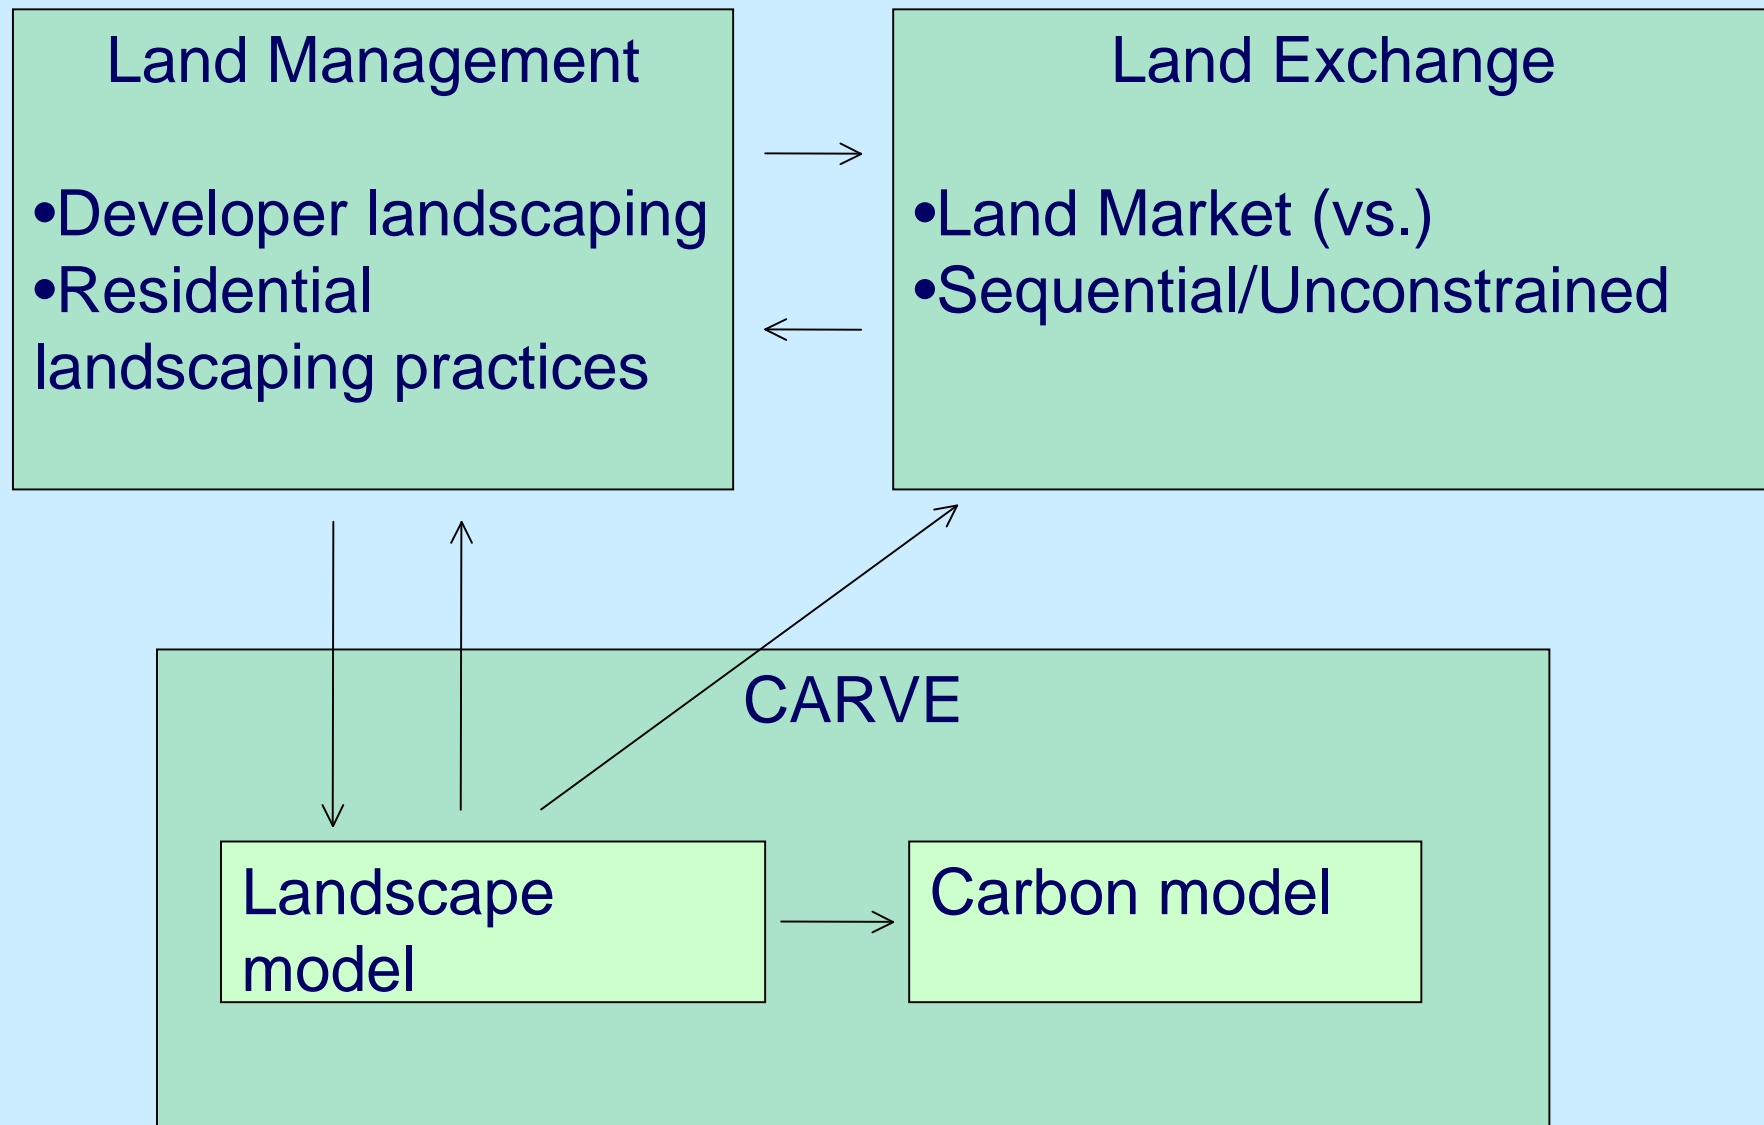 Land Management
•Developer landscaping
•Residential
landscaping practices
Land Exchange
•Land Market (vs.)
•Sequential/Unconstrained
CARVE
Landscape
model
Carbon model